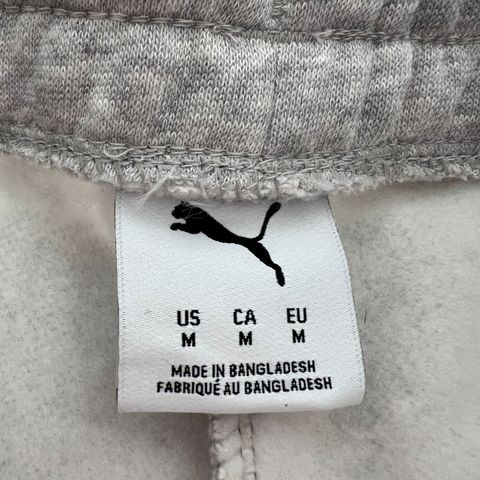 US CA EU
M M M
MADE IN BANGLADESH
FABRIQUÉ AU BANGLADESH